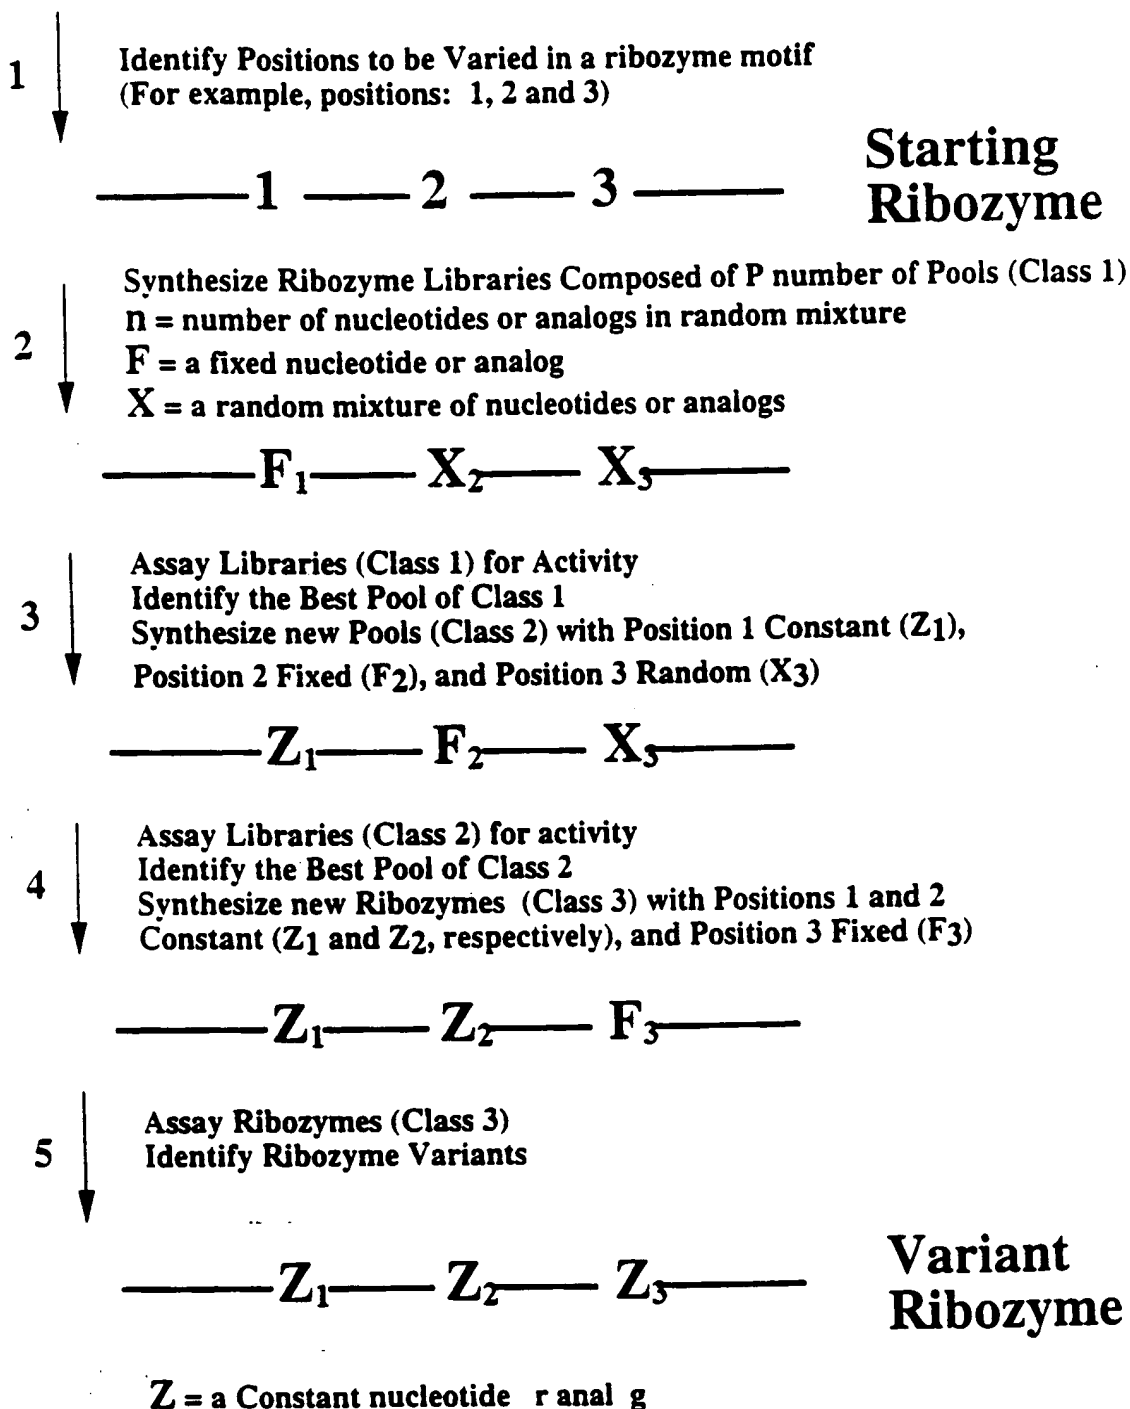 1
Identify Positions to be Varied in a ribozyme motif
(For example, positions: 1, 2 and 3)
1 2 3
Starting
Ribozyme
2
Synthesize Ribozyme Libraries Composed of P number of Pools (Class 1)
n = number of nucleotides or analogs in random mixture
F = a fixed nucleotide or analog
X = a random mixture of nucleotides or analogs
F1 X2 X3
3
Assay Libraries (Class 1) for Activity
Identify the Best Pool of Class 1
Synthesize new Pools (Class 2) with Position 1 Constant (Z1),
Position 2 Fixed (F2), and Position 3 Random (X3)
Z1 F2 X3
4
Assay Libraries (Class 2) for activity
Identify the Best Pool of Class 2
Synthesize new Ribozymes (Class 3) with Positions 1 and 2
Constant (Z1 and Z2, respectively), and Position 3 Fixed (F3)
Z1 Z2 F3
5
Assay Ribozymes (Class 3)
Identify Ribozyme Variants
Z1 Z2 Z3
Variant
Ribozyme
Z = a Constant nucleotide r anal g